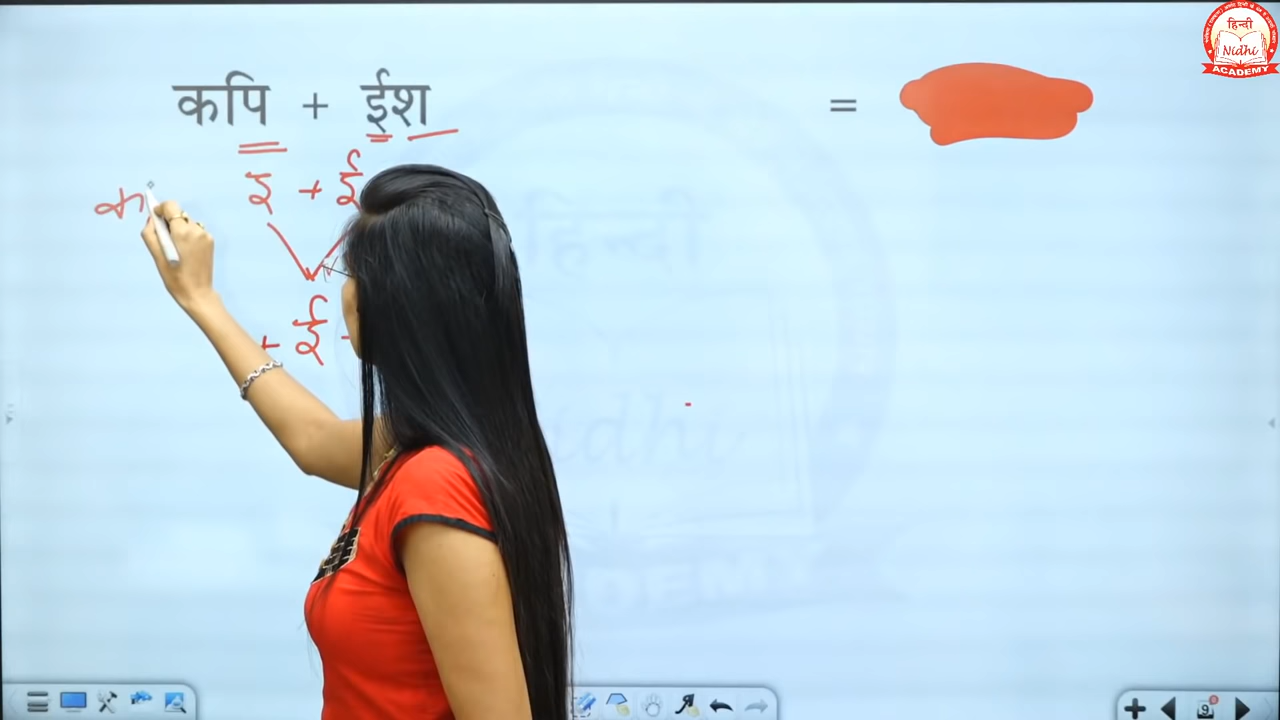 कपि + ईश =
इ + ई
+ ई
हिन्दी
Nidhi
ACADEMY